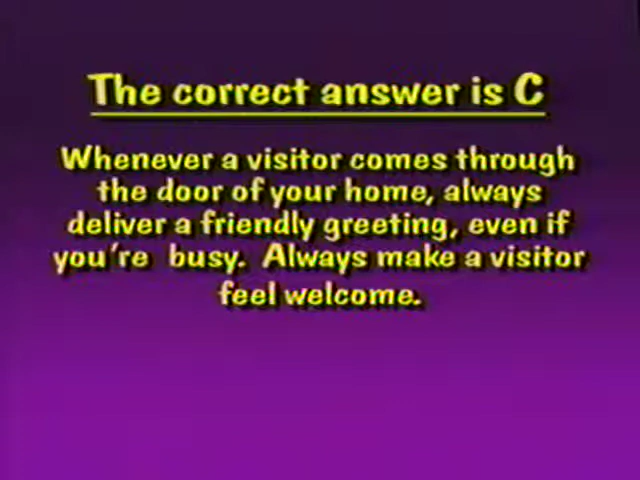 The correct answer is C
Whenever a visitor comes through
the door of your home, always
deliver a friendly greeting, even if
you're busy. Always make a visitor
feel welcome.